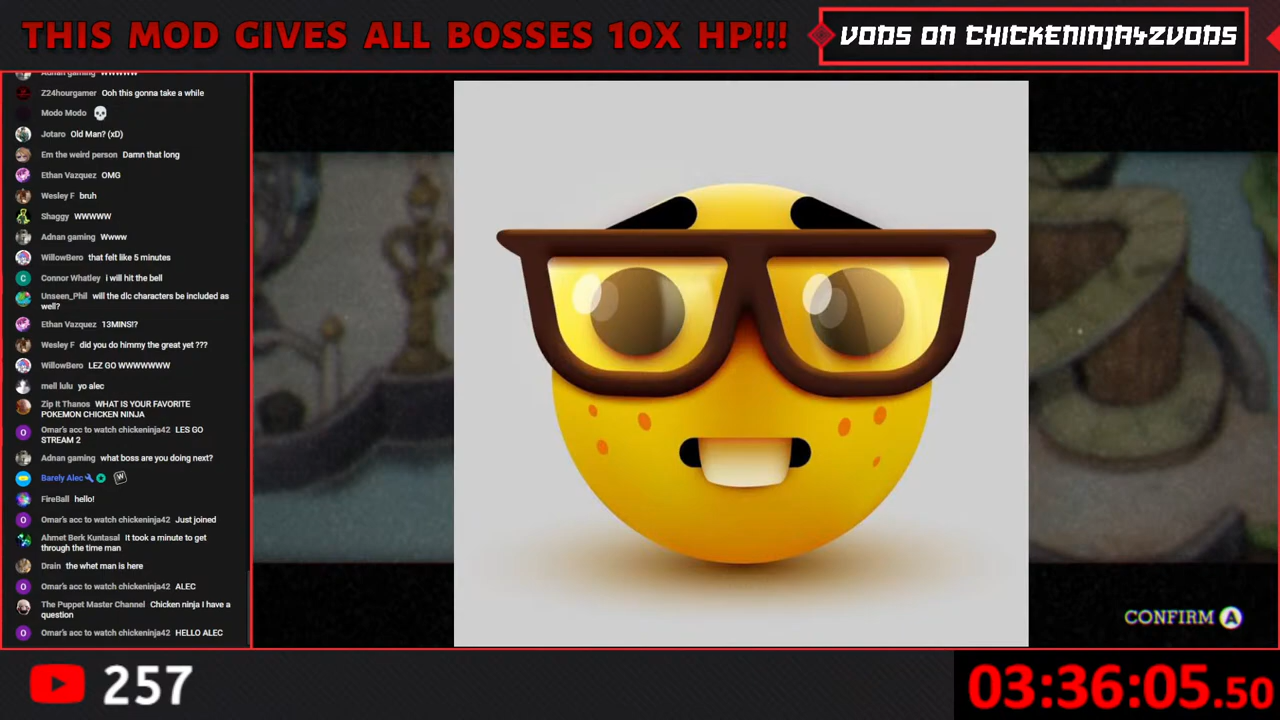 THIS MOD GIVES ALL BOSSES 10X HP!!!
VODS ON CHICKENINJA42VODS
Adnan gaming WWWWW
Z24hourgamer Ooh this gonna take a while
Modo Modo 💀
Jotaro Old Man? (xD)
Em the weird person Damn that long
Ethan Vazquez OMG
Wesley F bruh
Shaggy WWWWW
Adnan gaming Wwww
WillowBero that felt like 5 minutes
C Connor Whatley i will hit the bell
Unseen_Phil will the dlc characters be included as
well?
Ethan Vazquez 13MINS!?
Wesley F did you do himmy the great yet ???
WillowBero LEZ GO WWWWWWW
mell lulu yo alec
Zip It Thanos WHAT IS YOUR FAVORITE
POKEMON CHICKEN NINJA
O Omar's acc to watch chickeninja42 LES GO
STREAM 2
Adnan gaming what boss are you doing next?
Barely Alec W
FireBall hello!
O Omar's acc to watch chickeninja42 Just joined
Ahmet Berk Kuntasal It took a minute to get
through the time man
Drain the whet man is here
O Omar's acc to watch chickeninja42 ALEC
The Puppet Master Channel Chicken ninja I have a
question
O Omar's acc to watch chickeninja42 HELLO ALEC
CONFIRM A
257
03:36:05.50